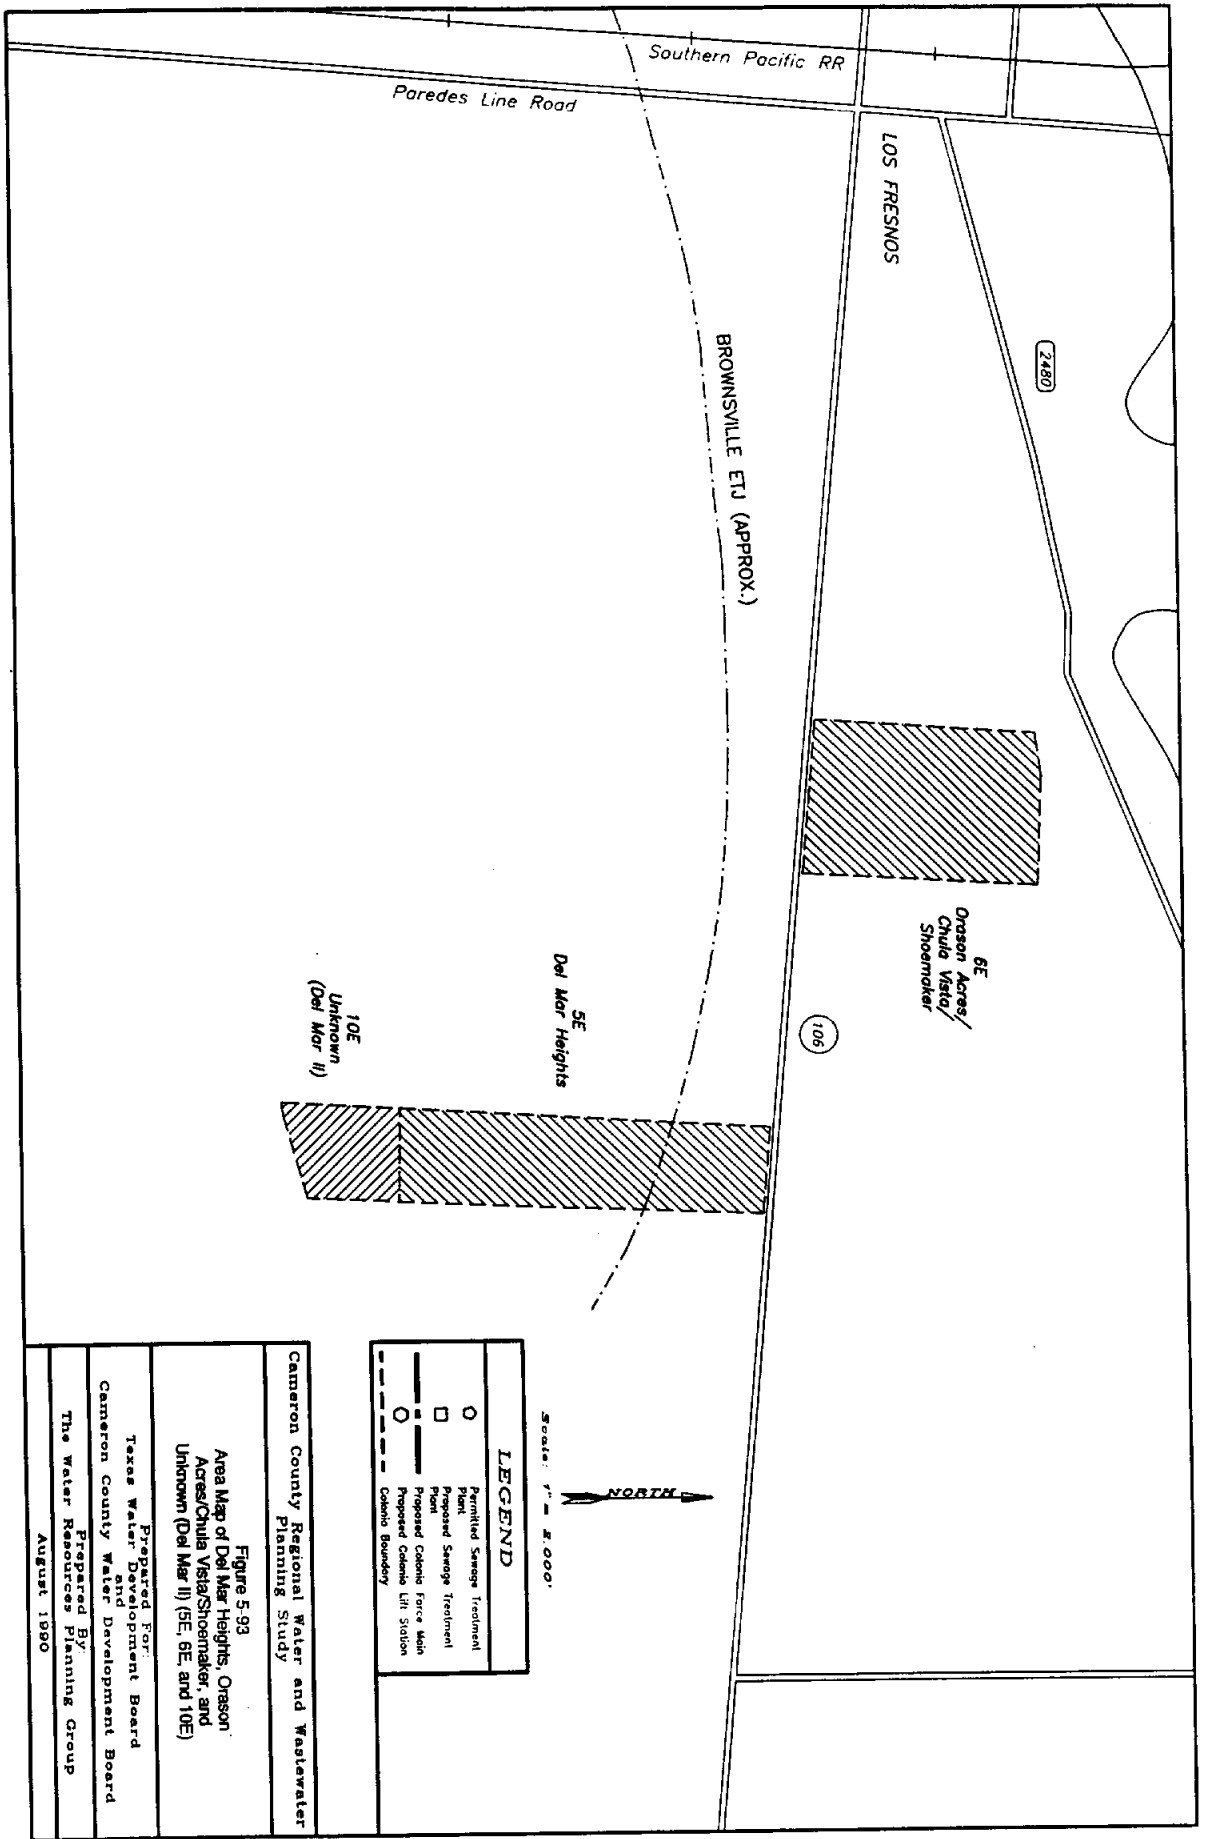 Southern Pacific RR
Paredes Line Road
LOS FRESNOS
2480
BROWNSVILLE ETJ (APPROX.)
6E
Orason Acres/
Chula Vista/
Shoemaker
106
5E
Del Mar Heights
10E
Unknown
(Del Mar II)
Scale: 1" = 2,000'
NORTH
LEGEND
Permitted Sewage Treatment
Plant
Proposed Sewage Treatment
Plant
Proposed Colonia Force Main
Proposed Colonia Lift Station
Colonia Boundary
Cameron County Regional Water and Wastewater
Planning Study
Figure 5-93
Area Map of Del Mar Heights, Orason
Acres/Chula Vista/Shoemaker, and
Unknown (Del Mar II) (5E, 6E, and 10E)
Prepared For:
Texas Water Development Board
and
Cameron County Water Development Board
Prepared By:
The Water Resources Planning Group
August 1990